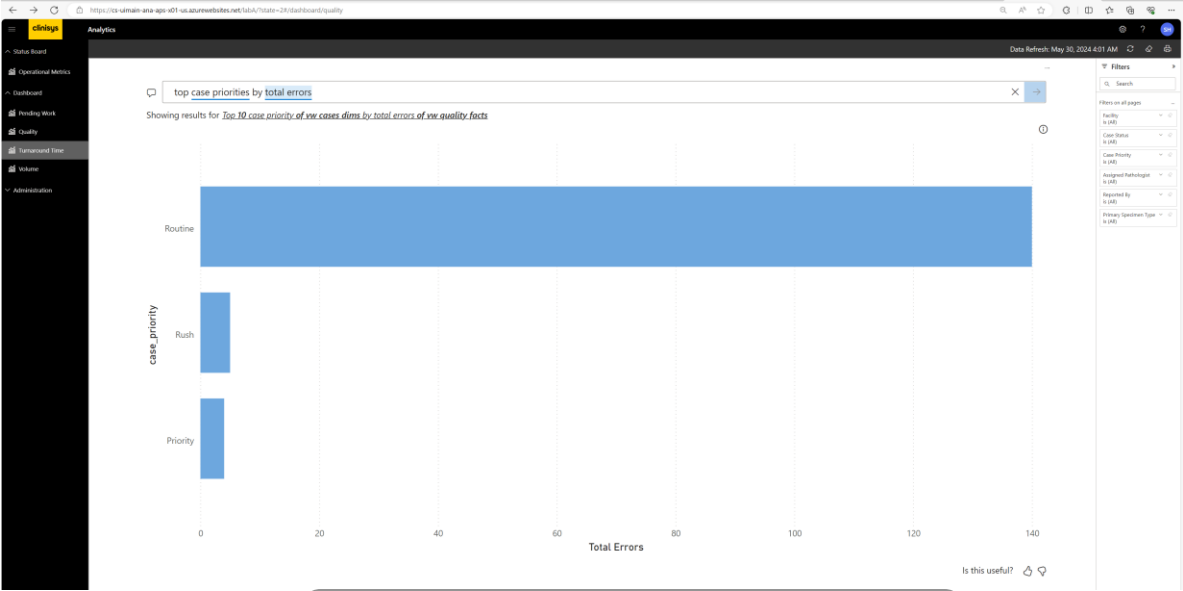 https://cs-uimain-ana-aps-x01-us.azurewebsites.net/labA/?state=2#/dashboard/quality
clinisys
Analytics
?
SH
Data Refresh: May 30, 2024 4:01 AM
Status Board
Operational Metrics
Dashboard
Pending Work
Quality
Turnaround Time
Volume
Administration
top case priorities by total errors
Showing results for Top 10 case priority of vw cases dims by total errors of vw quality facts
Routine
Rush
Priority
case_priority
0 20 40 60 80 100 120 140
Total Errors
Is this useful?
Filters
Search
Filters on all pages
Facility
is (All)
Case Status
is (All)
Case Priority
is (All)
Assigned Pathologist
is (All)
Reported By
is (All)
Primary Specimen Type
is (All)